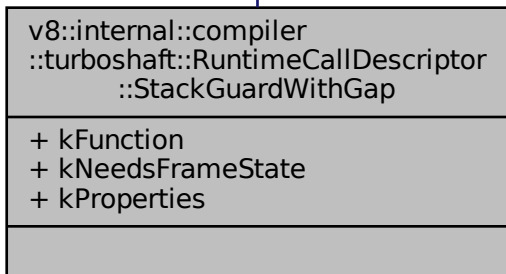 v8::internal::compiler
::turboshaft::RuntimeCallDescriptor
::StackGuardWithGap
+ kFunction
+ kNeedsFrameState
+ kProperties